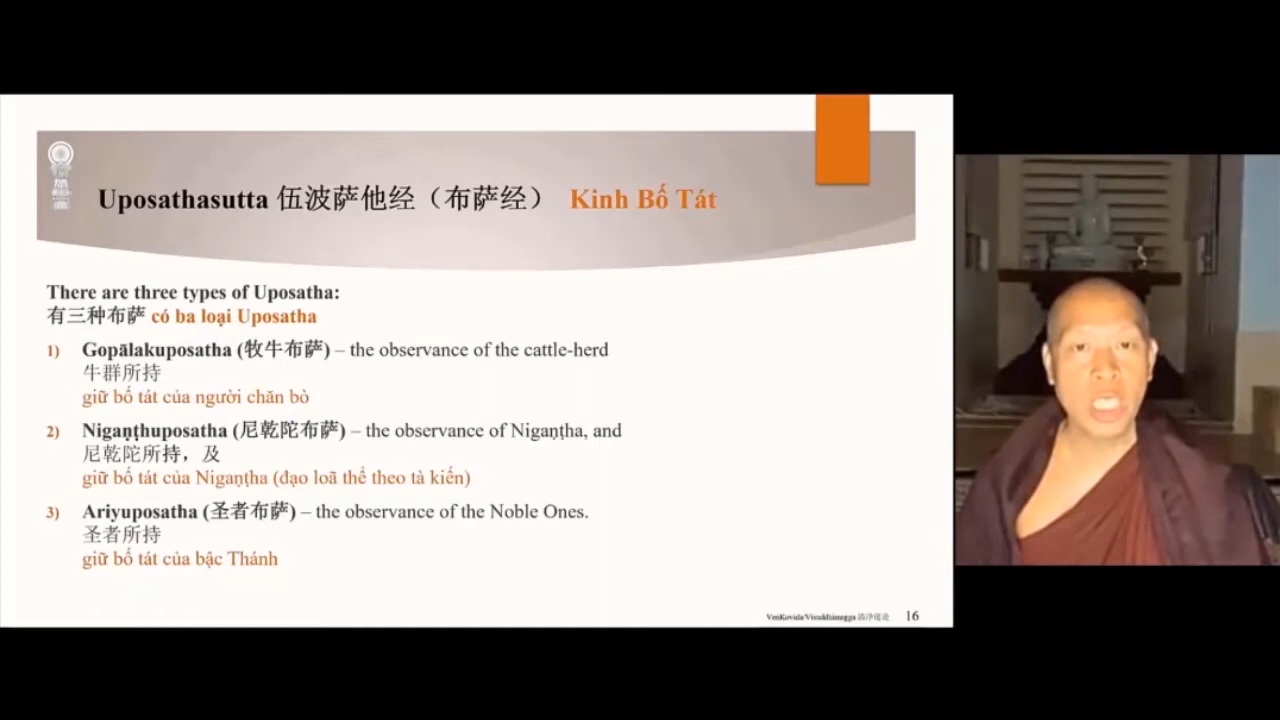 Uposathasutta 伍波萨他经（布萨经） Kinh Bố Tát
There are three types of Uposatha:
有三种布萨 có ba loại Uposatha
1) Gopālakuposatha (牧牛布萨) – the observance of the cattle-herd
牛群所持
giữ bố tát của người chăn bò
2) Nigaṇṭhuposatha (尼乾陀布萨) – the observance of Nigaṇṭha, and
尼乾陀所持，及
giữ bố tát của Nigaṇṭha (đạo loã thể theo tà kiến)
3) Ariyuposatha (圣者布萨) – the observance of the Noble Ones.
圣者所持
giữ bố tát của bậc Thánh
VenKovida/Visuddhimagga 清净道论 16